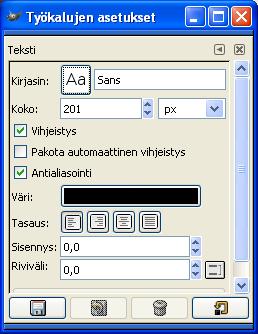 Työkalujen asetukset
Teksti
Kirjasin: Aa Sans
Koko: 201 px
Vihjeistys
Pakota automaattinen vihjeistys
Antialiasointi
Väri:
Tasaus:
Sisennys: 0,0
Riviväli: 0,0